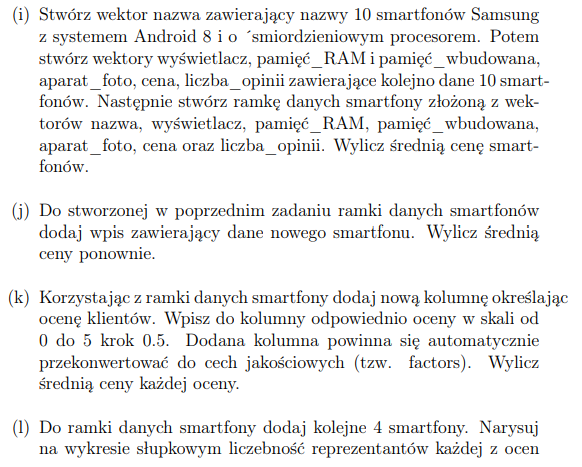 (i) Stwórz wektor nazwa zawierający nazwy 10 smartfonów Samsung
z systemem Android 8 i o ´smiordzieniowym procesorem. Potem
stwórz wektory wyświetlacz, pamięć_RAM i pamięć_wbudowana,
aparat_foto, cena, liczba_opinii zawierające kolejno dane 10 smart-
fonów. Następnie stwórz ramkę danych smartfony złożoną z wek-
torów nazwa, wyświetlacz, pamięć_RAM, pamięć_wbudowana,
aparat_foto, cena oraz liczba_opinii. Wylicz średnią cenę smart-
fonów.
(j) Do stworzonej w poprzednim zadaniu ramki danych smartfonów
dodaj wpis zawierający dane nowego smartfonu. Wylicz średnią
ceny ponownie.
(k) Korzystając z ramki danych smartfony dodaj nową kolumnę określając
ocenę klientów. Wpisz do kolumny odpowiednio oceny w skali od
0 do 5 krok 0.5. Dodana kolumna powinna się automatycznie
przekonwertować do cech jakościowych (tzw. factors). Wylicz
średnią ceny każdej oceny.
(l) Do ramki danych smartfony dodaj kolejne 4 smartfony. Narysuj
na wykresie słupkowym liczebność reprezentantów każdej z ocen